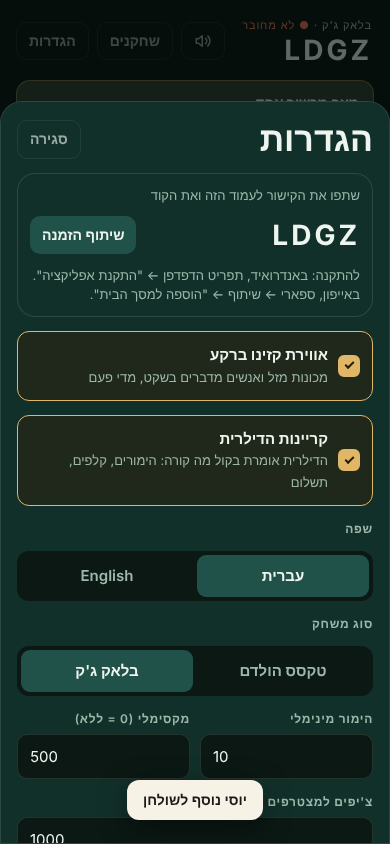 בלאק ג'ק · לא מחובר
LDGZ
שחקנים
הגדרות
הגדרות
סגירה
שתפו את הקישור לעמוד הזה ואת הקוד
LDGZ
שיתוף הזמנה
להתקנה: באנדרואיד, תפריט הדפדפן ← "התקנת אפליקציה".
באייפון, ספארי ← שיתוף ← "הוספה למסך הבית".
אווירת קזינו ברקע
מכונות מזל ואנשים מדברים בשקט, מדי פעם
קריינות הדילרית
הדילרית אומרת בקול מה קורה: הימורים, קלפים,
תשלום
שפה
עברית
English
סוג משחק
טקסס הולדם
בלאק ג'ק
הימור מינימלי
מקסימלי (0 = ללא)
10
500
צ'יפים למצטרפים
יוסי נוסף לשולחן
1000